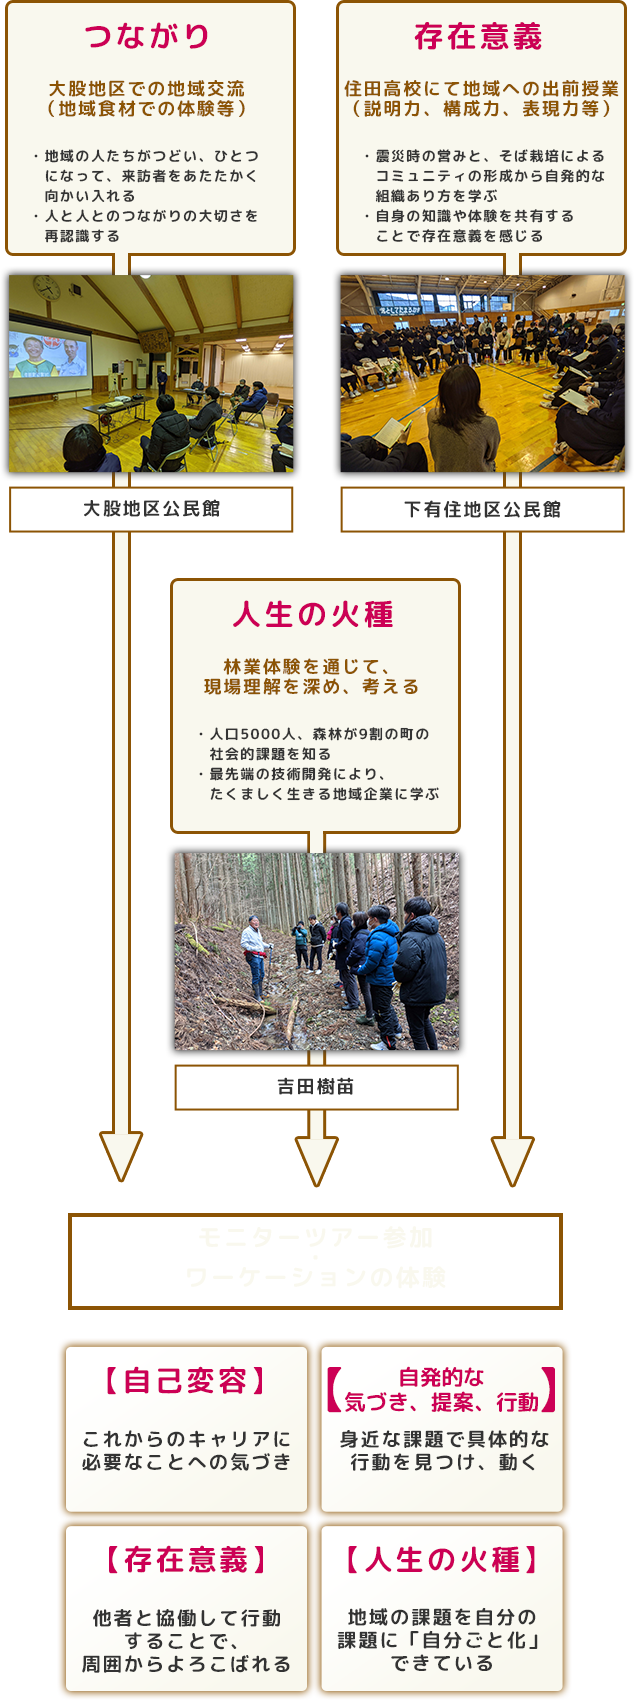 つながり
大股地区での地域交流
（地域食材での体験等）
・地域の人たちがつどい、ひとつ
になって、来訪者をあたたかく
向かい入れる
・人と人とのつながりの大切さを
再認識する
大股地区公民館
存在意義
住田高校にて地域への出前授業
（説明力、構成力、表現力等）
・震災時の営みと、そば栽培による
コミュニティの形成から自発的な
組織あり方を学ぶ
・自身の知識や体験を共有する
ことで存在意義を感じる
下有住地区公民館
人生の火種
林業体験を通じて、
現場理解を深め、考える
・人口5000人、森林が9割の町の
社会的課題を知る
・最先端の技術開発により、
たくましく生きる地域企業に学ぶ
吉田樹苗
モニターツアー参加
・
ワーケーションの体験
【自己変容】
これからのキャリアに
必要なことへの気づき
【自発的な
気づき、提案、行動】
身近な課題で具体的な
行動を見つけ、動く
【存在意義】
他者と協働して行動
することで、
周囲からよろこばれる
【人生の火種】
地域の課題を自分の
課題に「自分ごと化」
できている